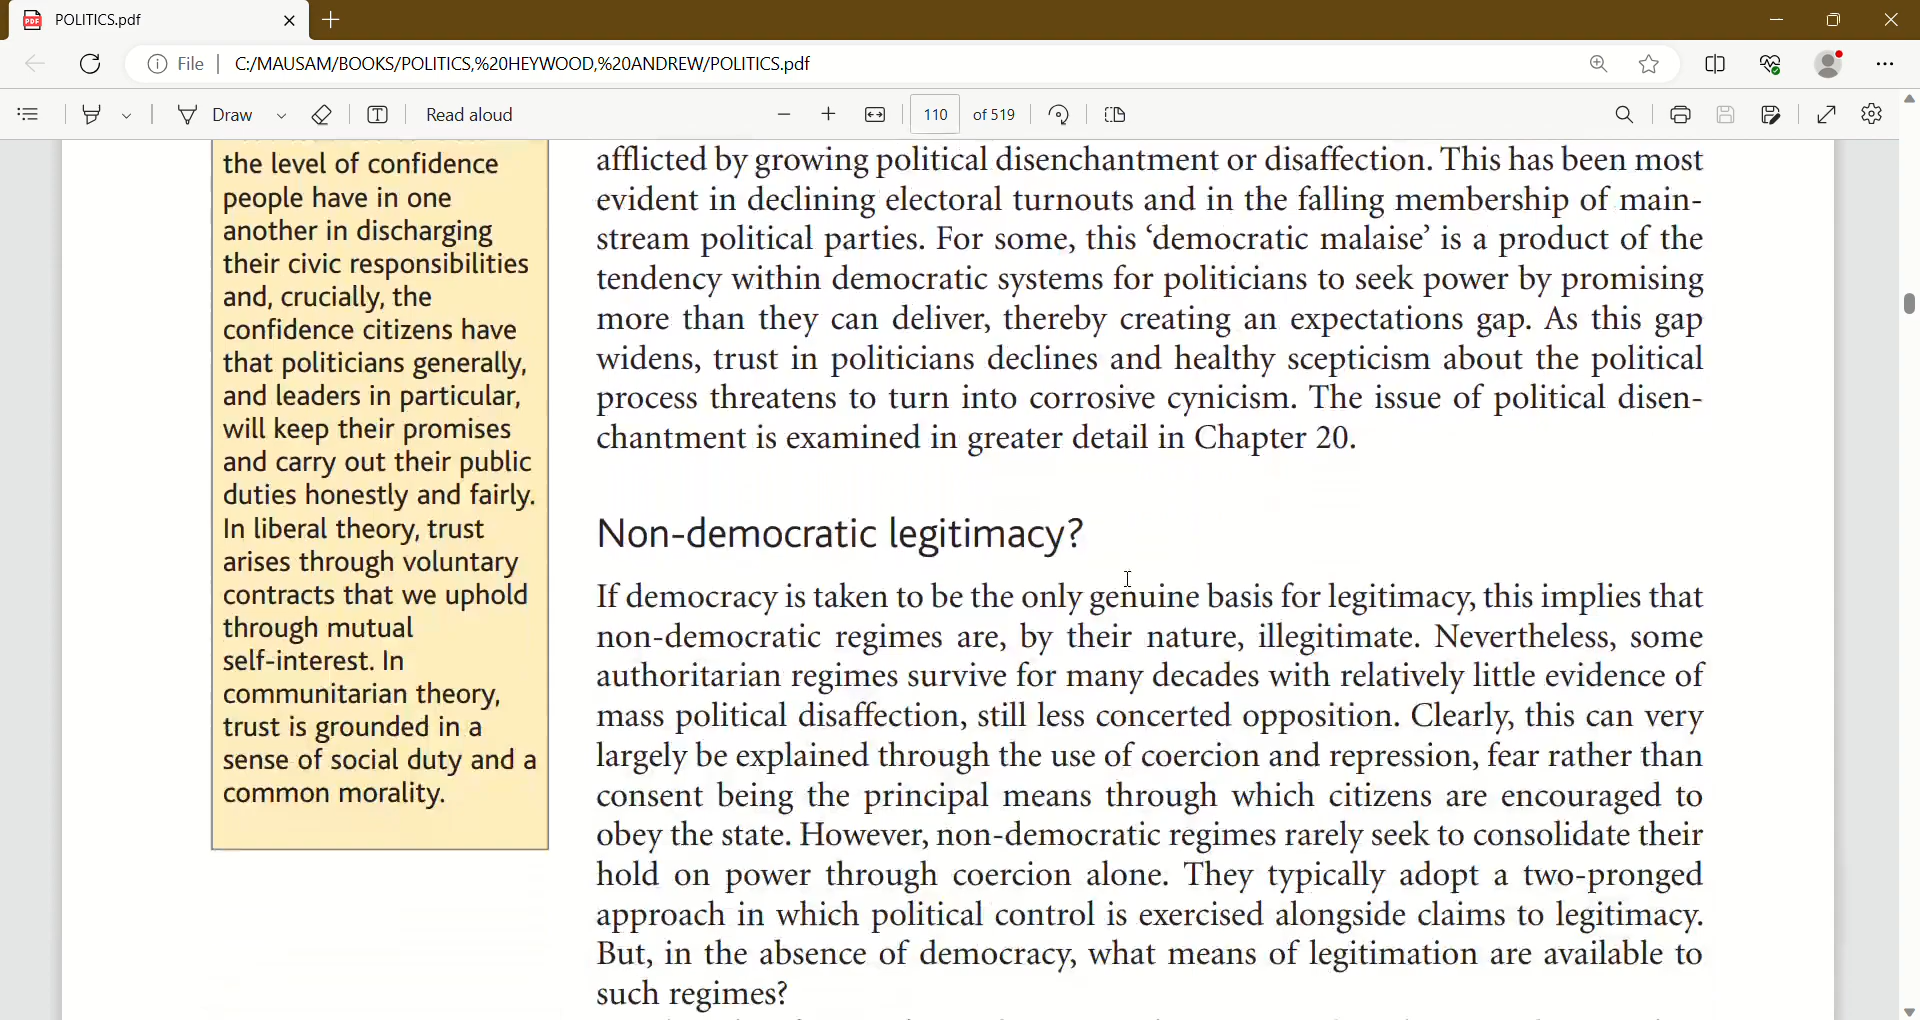 POLITICS.pdf
File
C:/MAUSAM/BOOKS/POLITICS,%20HEYWOOD,%20ANDREW/POLITICS.pdf
Draw
Read aloud
110
of 519
the level of confidence
people have in one
another in discharging
their civic responsibilities
and, crucially, the
confidence citizens have
that politicians generally,
and leaders in particular,
will keep their promises
and carry out their public
duties honestly and fairly.
In liberal theory, trust
arises through voluntary
contracts that we uphold
through mutual
self-interest. In
communitarian theory,
trust is grounded in a
sense of social duty and a
common morality.
afflicted by growing political disenchantment or disaffection. This has been most
evident in declining electoral turnouts and in the falling membership of main-
stream political parties. For some, this ‘democratic malaise’ is a product of the
tendency within democratic systems for politicians to seek power by promising
more than they can deliver, thereby creating an expectations gap. As this gap
widens, trust in politicians declines and healthy scepticism about the political
process threatens to turn into corrosive cynicism. The issue of political disen-
chantment is examined in greater detail in Chapter 20.
Non-democratic legitimacy?
If democracy is taken to be the only genuine basis for legitimacy, this implies that
non-democratic regimes are, by their nature, illegitimate. Nevertheless, some
authoritarian regimes survive for many decades with relatively little evidence of
mass political disaffection, still less concerted opposition. Clearly, this can very
largely be explained through the use of coercion and repression, fear rather than
consent being the principal means through which citizens are encouraged to
obey the state. However, non-democratic regimes rarely seek to consolidate their
hold on power through coercion alone. They typically adopt a two-pronged
approach in which political control is exercised alongside claims to legitimacy.
But, in the absence of democracy, what means of legitimation are available to
such regimes?